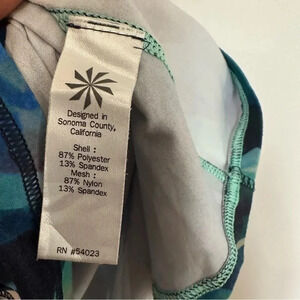 Designed in
Sonoma County,
California
Shell :
87% Polyester
13% Spandex
Mesh :
87% Nylon
13% Spandex
RN #54023